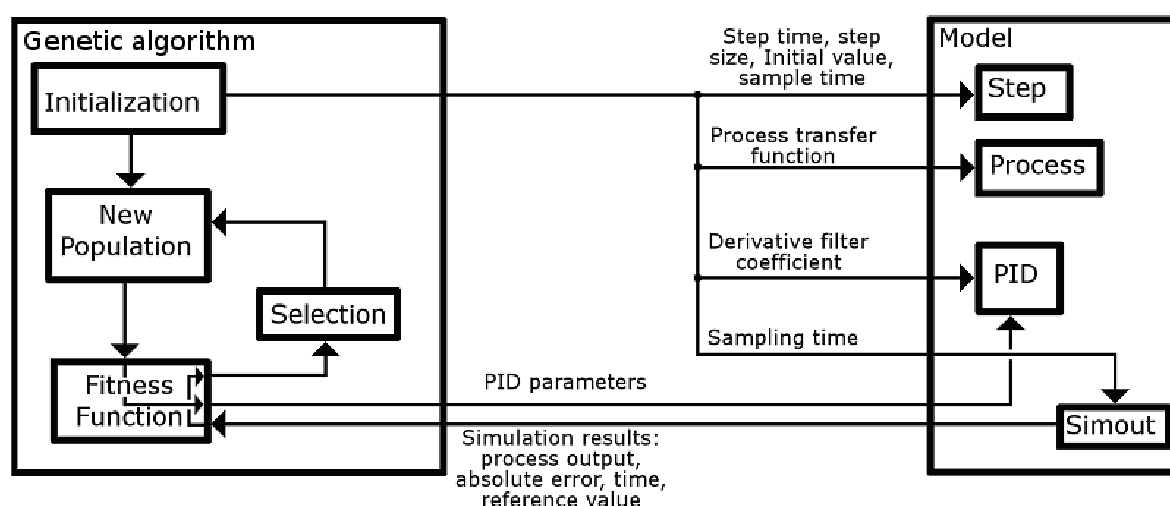 Genetic algorithm
Initialization
New
Population
Selection
Fitness
Function
Step time, step
size, Initial value,
sample time
Process transfer
function
Derivative filter
coefficient
Sampling time
PID parameters
Simulation results:
process output,
absolute error, time,
reference value
Model
Step
Process
PID
Simout